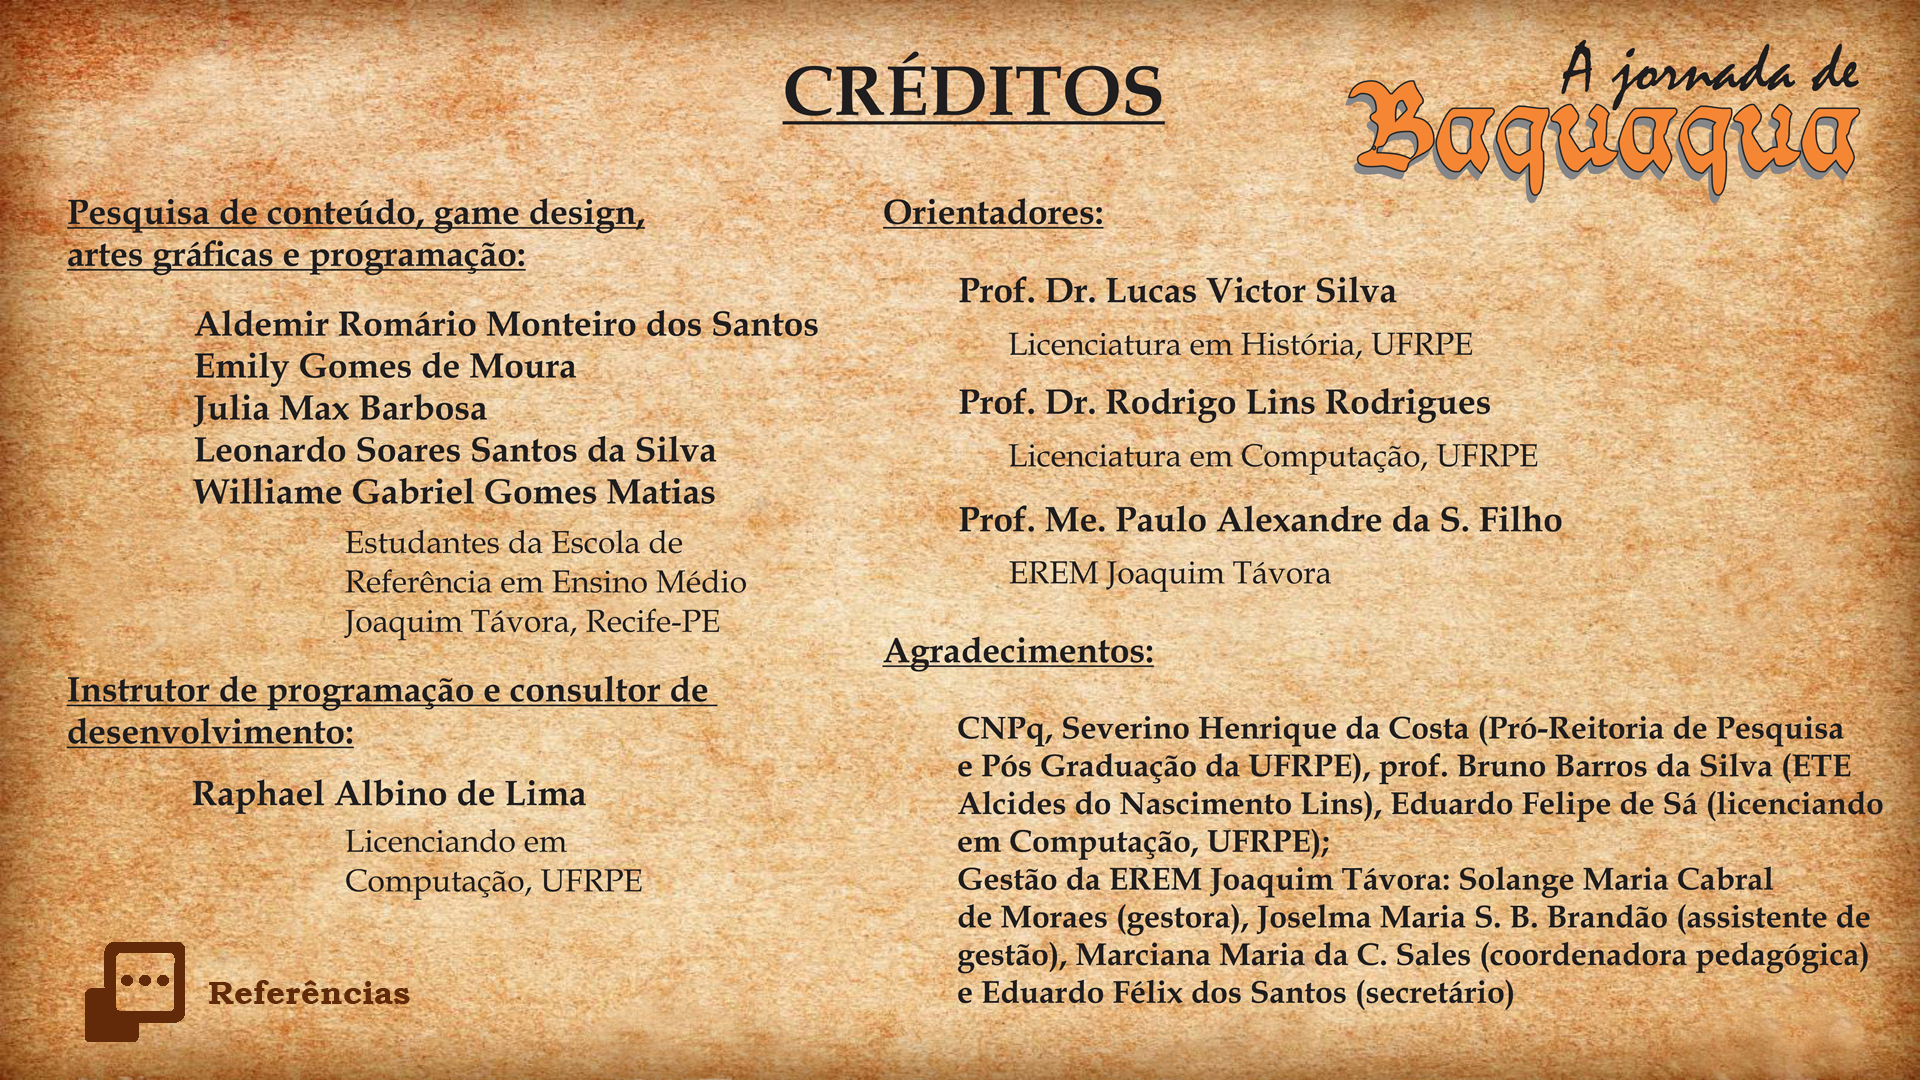 CRÉDITOS
A jornada de
Baquaqua
Pesquisa de conteúdo, game design,
artes gráficas e programação:
Aldemir Romário Monteiro dos Santos
Emily Gomes de Moura
Julia Max Barbosa
Leonardo Soares Santos da Silva
Williame Gabriel Gomes Matias
Estudantes da Escola de
Referência em Ensino Médio
Joaquim Távora, Recife-PE
Instrutor de programação e consultor de
desenvolvimento:
Raphael Albino de Lima
Licenciando em
Computação, UFRPE
Referências
Orientadores:
Prof. Dr. Lucas Victor Silva
Licenciatura em História, UFRPE
Prof. Dr. Rodrigo Lins Rodrigues
Licenciatura em Computação, UFRPE
Prof. Me. Paulo Alexandre da S. Filho
EREM Joaquim Távora
Agradecimentos:
CNPq, Severino Henrique da Costa (Pró-Reitoria de Pesquisa
e Pós Graduação da UFRPE), prof. Bruno Barros da Silva (ETE
Alcides do Nascimento Lins), Eduardo Felipe de Sá (licenciando
em Computação, UFRPE);
Gestão da EREM Joaquim Távora: Solange Maria Cabral
de Moraes (gestora), Joselma Maria S. B. Brandão (assistente de
gestão), Marciana Maria da C. Sales (coordenadora pedagógica)
e Eduardo Félix dos Santos (secretário)